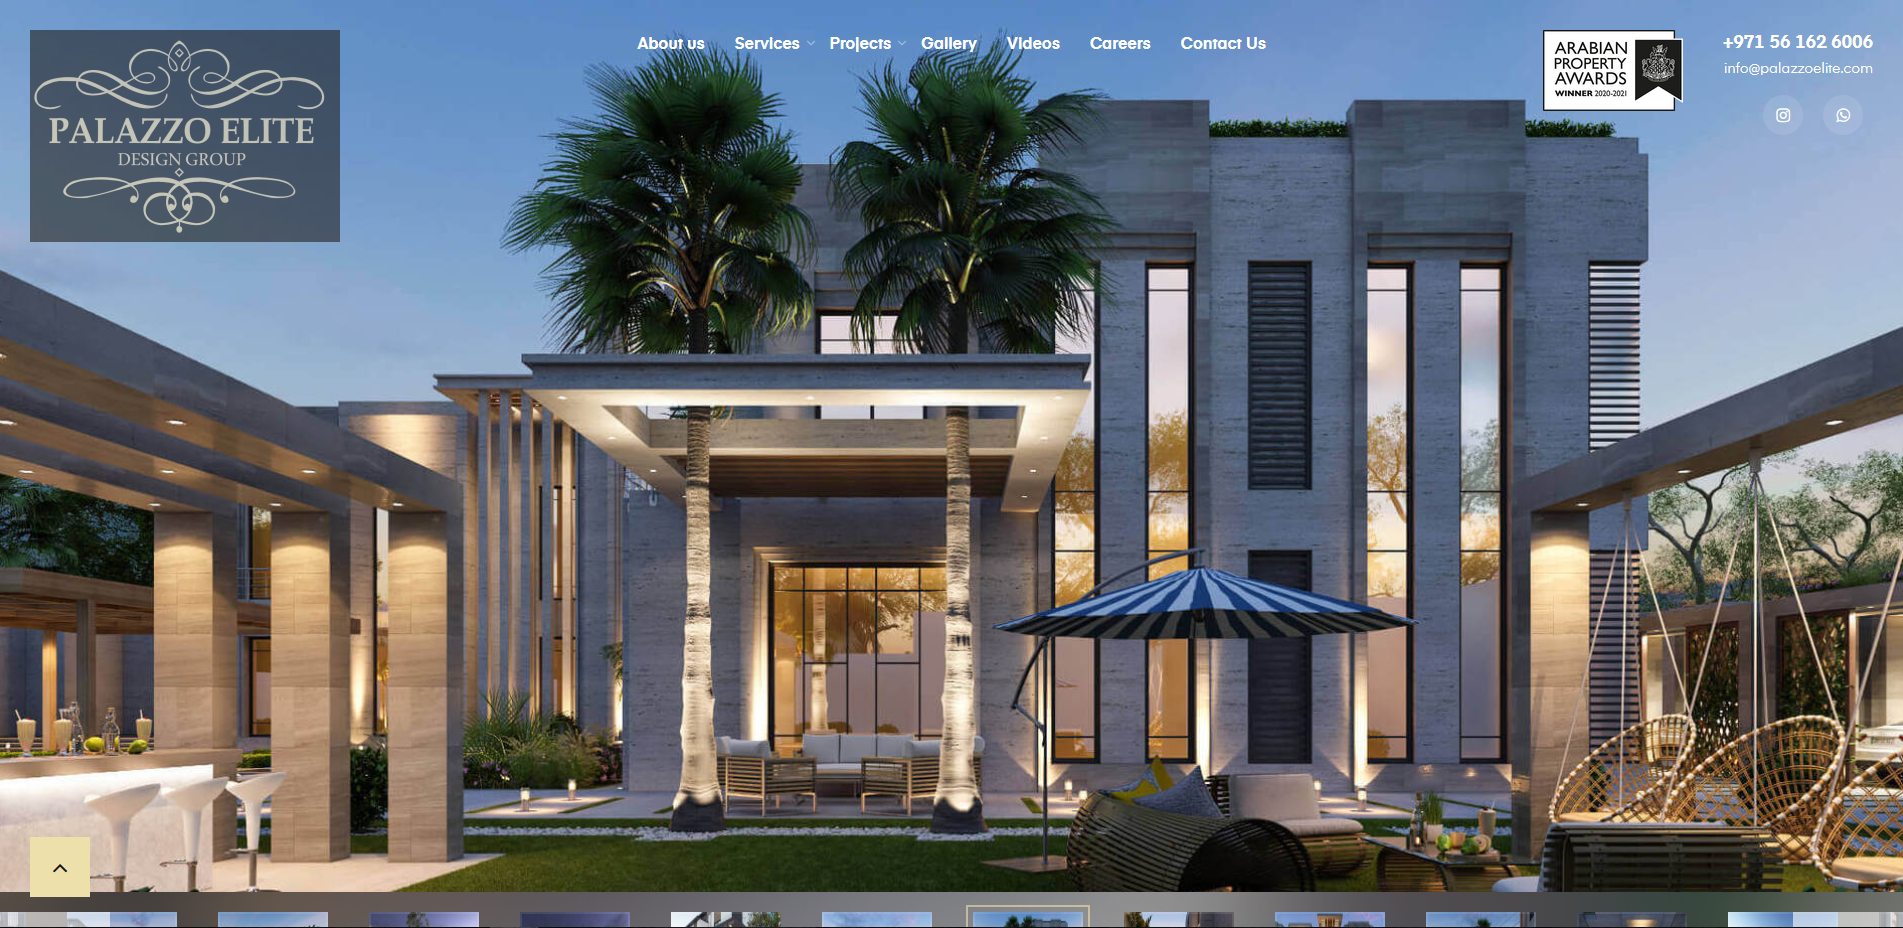 PALAZZO ELITE
DESIGN GROUP
About us
Services
Projects
Gallery
Videos
Careers
Contact Us
ARABIAN
PROPERTY
AWARDS
WINNER 2020-2021
+971 56 162 6006
info@palazzoelite.com